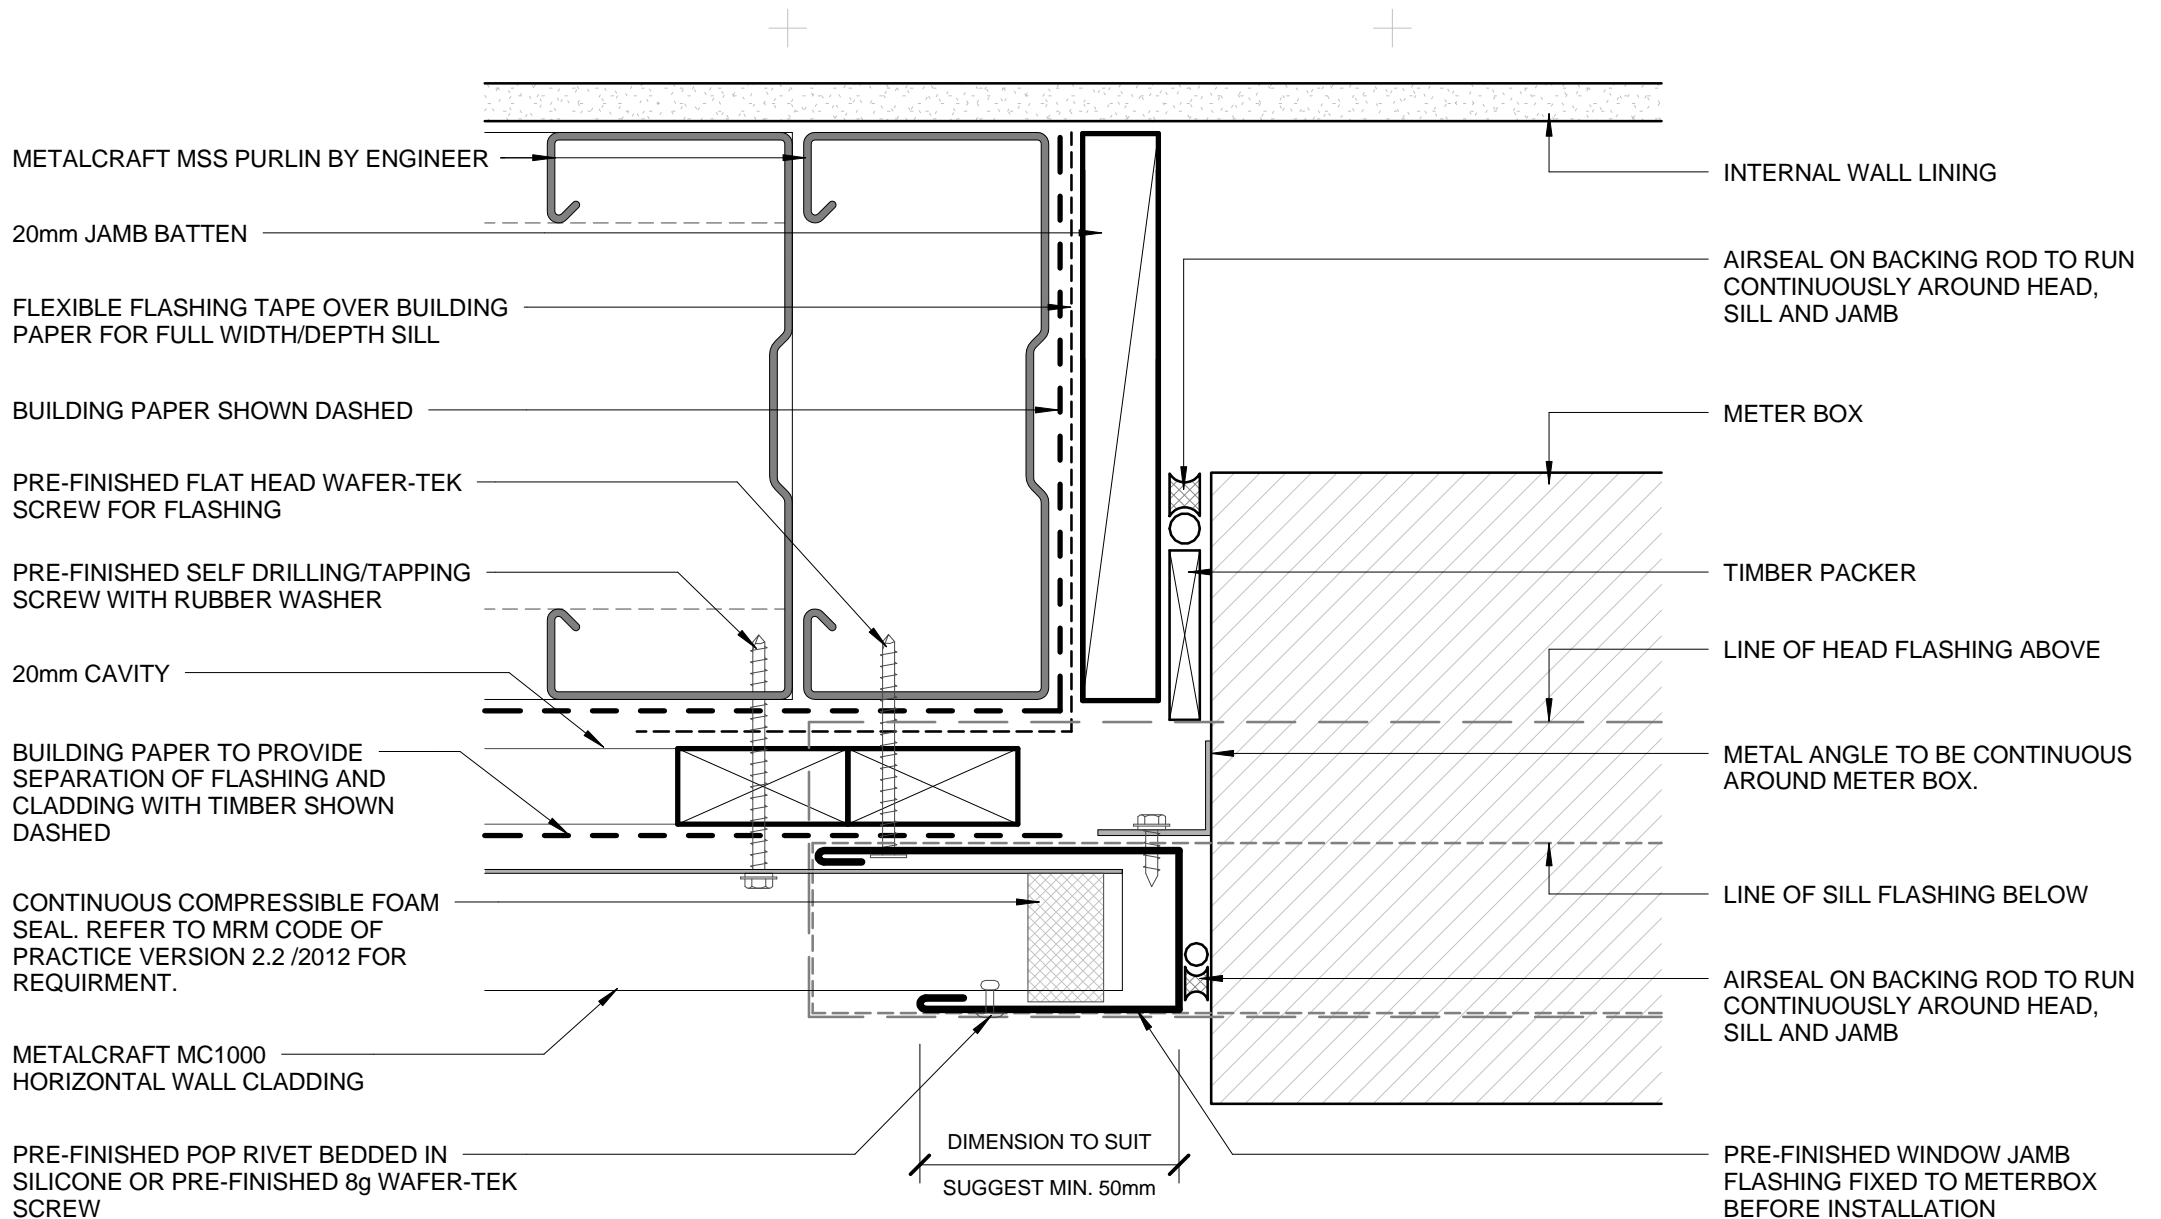 METALCRAFT MSS PURLIN BY ENGINEER
20mm JAMB BATTEN
FLEXIBLE FLASHING TAPE OVER BUILDING
PAPER FOR FULL WIDTH/DEPTH SILL
BUILDING PAPER SHOWN DASHED
PRE-FINISHED FLAT HEAD WAFER-TEK
SCREW FOR FLASHING
PRE-FINISHED SELF DRILLING/TAPPING
SCREW WITH RUBBER WASHER
20mm CAVITY
BUILDING PAPER TO PROVIDE
SEPARATION OF FLASHING AND
CLADDING WITH TIMBER SHOWN
DASHED
CONTINUOUS COMPRESSIBLE FOAM
SEAL. REFER TO MRM CODE OF
PRACTICE VERSION 2.2 /2012 FOR
REQUIRMENT.
METALCRAFT MC1000
HORIZONTAL WALL CLADDING
PRE-FINISHED POP RIVET BEDDED IN
SILICONE OR PRE-FINISHED 8g WAFER-TEK
SCREW
DIMENSION TO SUIT
SUGGEST MIN. 50mm
INTERNAL WALL LINING
AIRSEAL ON BACKING ROD TO RUN
CONTINUOUSLY AROUND HEAD,
SILL AND JAMB
METER BOX
TIMBER PACKER
LINE OF HEAD FLASHING ABOVE
METAL ANGLE TO BE CONTINUOUS
AROUND METER BOX.
LINE OF SILL FLASHING BELOW
AIRSEAL ON BACKING ROD TO RUN
CONTINUOUSLY AROUND HEAD,
SILL AND JAMB
PRE-FINISHED WINDOW JAMB
FLASHING FIXED TO METERBOX
BEFORE INSTALLATION